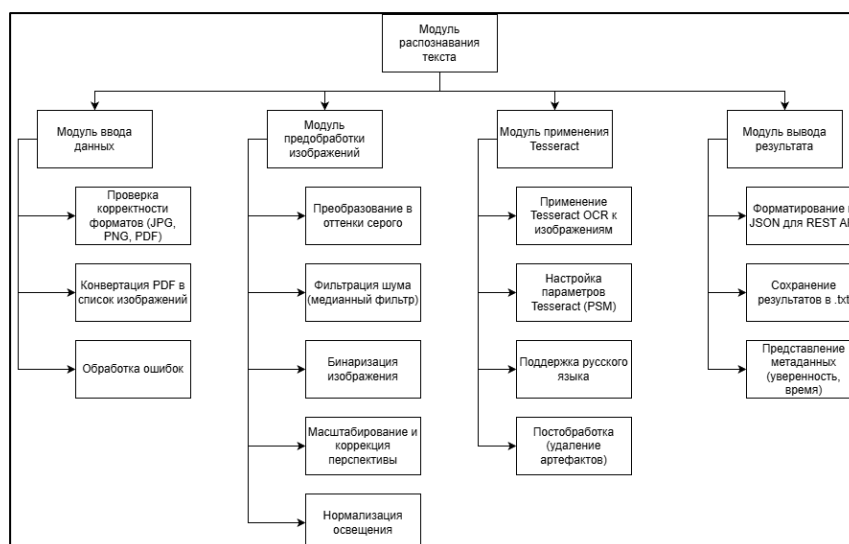 Модуль
распознавания
текста
Модуль ввода
данных
Проверка
корректности
форматов (JPG,
PNG, PDF)
Конвертация PDF в
список изображений
Обработка ошибок
Модуль
предобработки
изображений
Преобразование в
оттенки серого
Фильтрация шума
(медианный фильтр)
Бинаризация
изображения
Масштабирование и
коррекция
перспективы
Нормализация
освещения
Модуль применения
Tesseract
Применение
Tesseract OCR к
изображениям
Настройка
параметров
Tesseract (PSM)
Поддержка русского
языка
Постобработка
(удаление
артефактов)
Модуль вывода
результата
Форматирование
JSON для REST
Сохранение
результатов в .txt
Представление
метаданных
(уверенность,
время)